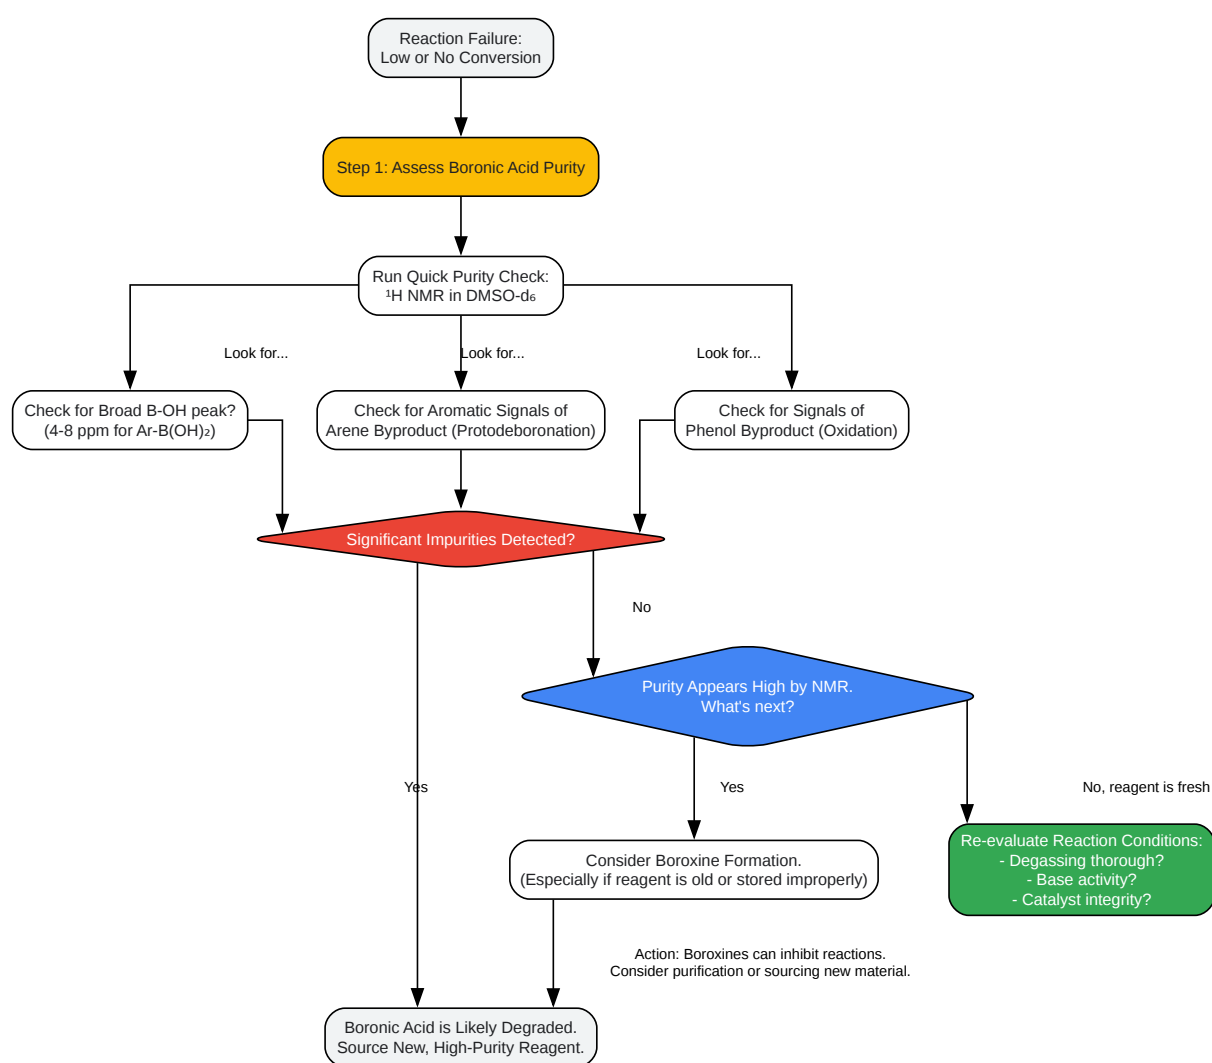 Reaction Failure:
Low or No Conversion
Step 1: Assess Boronic Acid Purity
Run Quick Purity Check:
¹H NMR in DMSO-d₆
Look for...
Look for...
Look for...
Check for Broad B-OH peak?
(4-8 ppm for Ar-B(OH)₂)
Check for Aromatic Signals of
Arene Byproduct (Protodeboronation)
Check for Signals of
Phenol Byproduct (Oxidation)
Significant Impurities Detected?
No
Purity Appears High by NMR.
What's next?
Yes
Yes
No, reagent is fresh
Consider Boroxine Formation.
(Especially if reagent is old or stored improperly)
Re-evaluate Reaction Conditions:
- Degassing thorough?
- Base activity?
- Catalyst integrity?
Action: Boroxines can inhibit reactions.
Consider purification or sourcing new material.
Boronic Acid is Likely Degraded.
Source New, High-Purity Reagent.